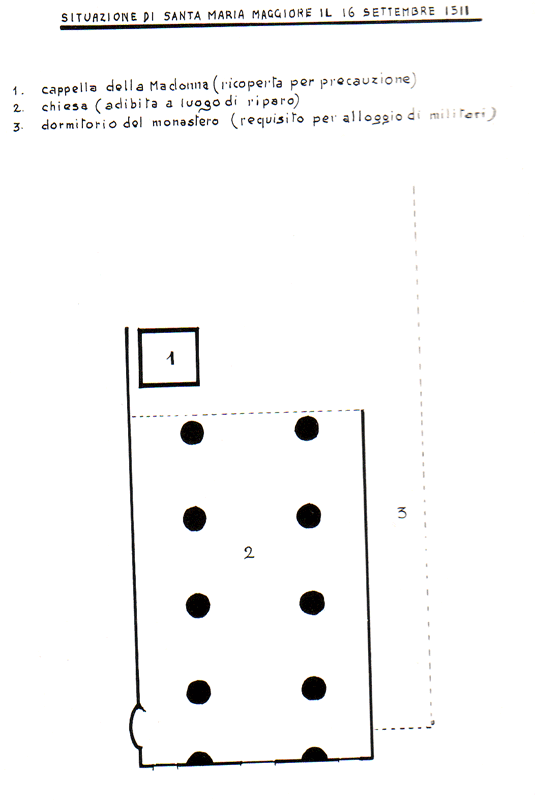 SITUAZIONE DI SANTA MARIA MAGGIORE IL 16 SETTEMBRE 1511
1. cappella della Madonna (ricoperta per precauzione)
2. chiesa (adibita a luogo di riparo)
3. dormitorio del monastero (requisito per alloggio di militari)
1
3
2